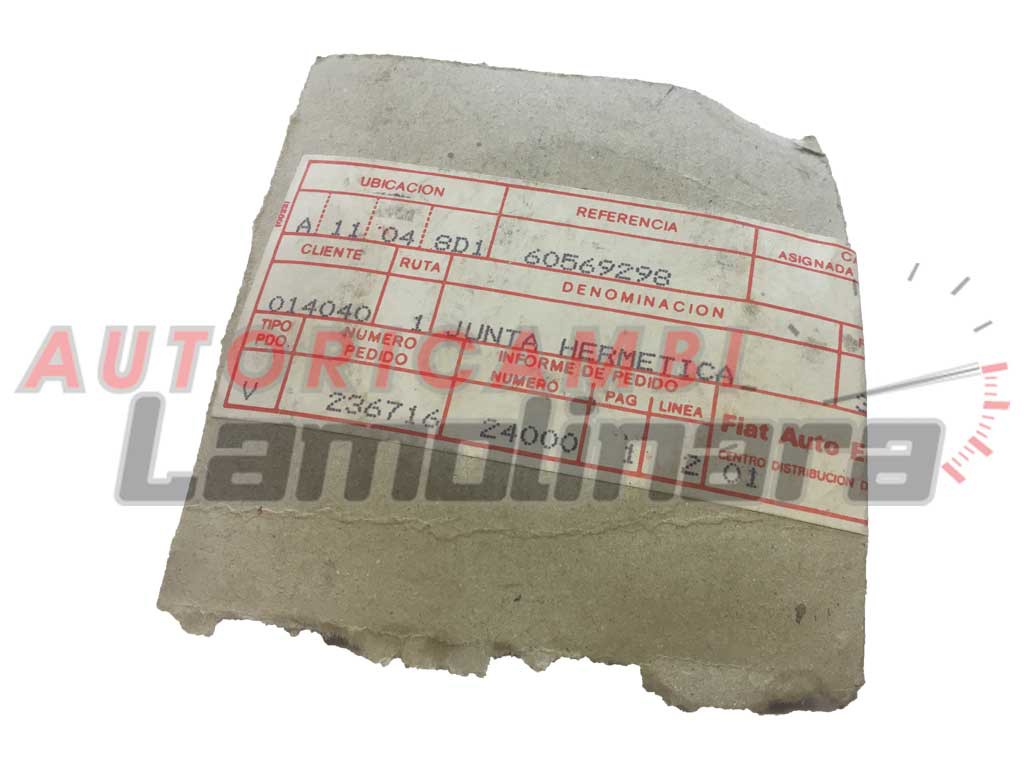 UBICACION REFERENCIA
A 11 04 8D1 60569298 ASIGNADA
CLIENTE RUTA DENOMINACION
014040 1 JUNTA HERMETICA
TIPO PDO. NUMERO PEDIDO INFORME DE PEDIDO
NUMERO PAG LINEA
V 236716 24000 1 2 01
Fiat Auto E
CENTRO DISTRIBUCION D
AUTORICAMBI
Lamolinara